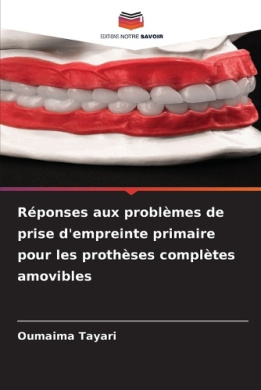 EDITIONS NOTRE SAVOIR
Réponses aux problèmes de
prise d'empreinte primaire
pour les prothèses complètes
amovibles
Oumaima Tayari